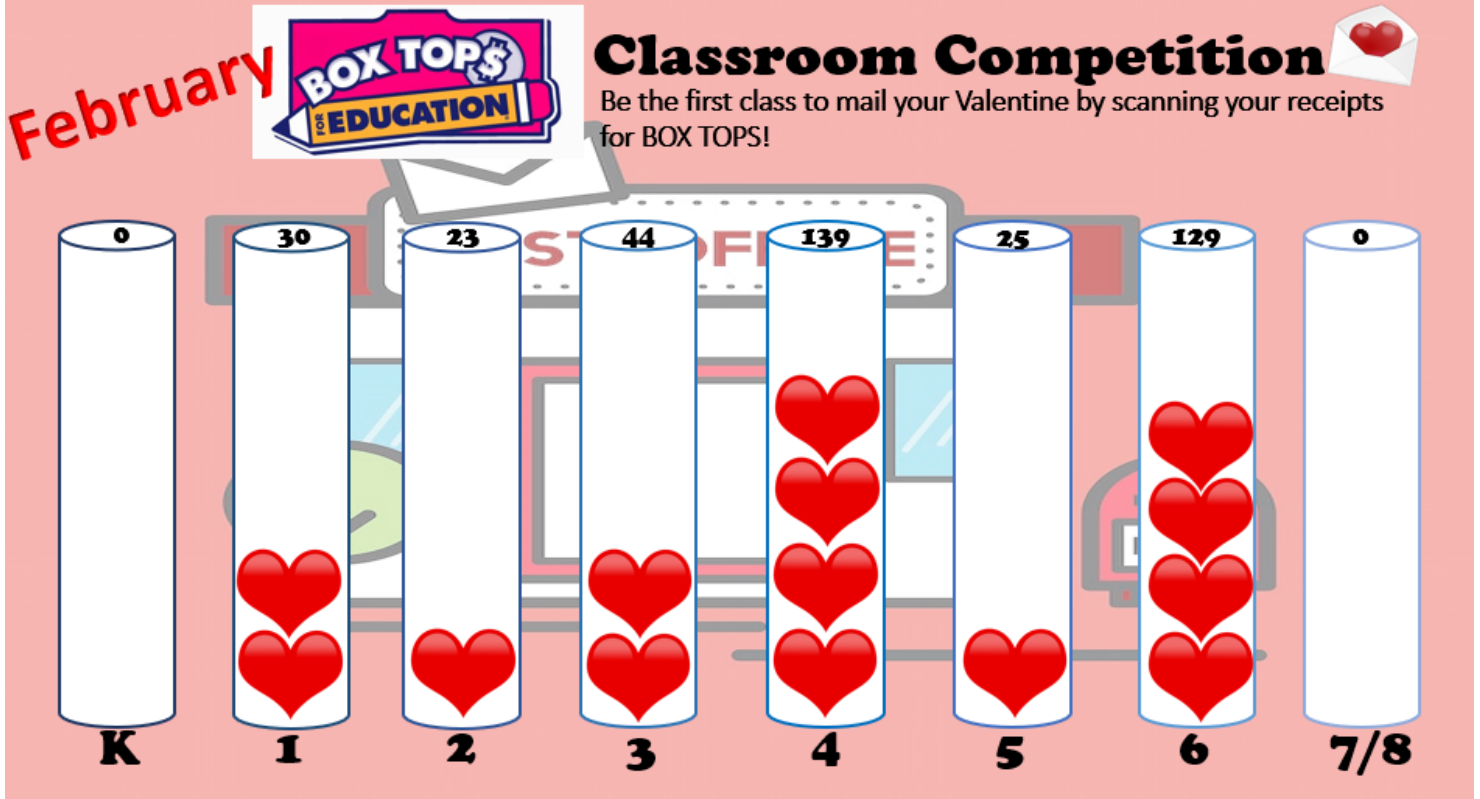 February
BOX TOP$
FOR EDUCATION
Classroom Competition
Be the first class to mail your Valentine by scanning your receipts
for BOX TOPS!
0 30 23 44 139 25 129 0
K 1 2 3 4 5 6 7/8